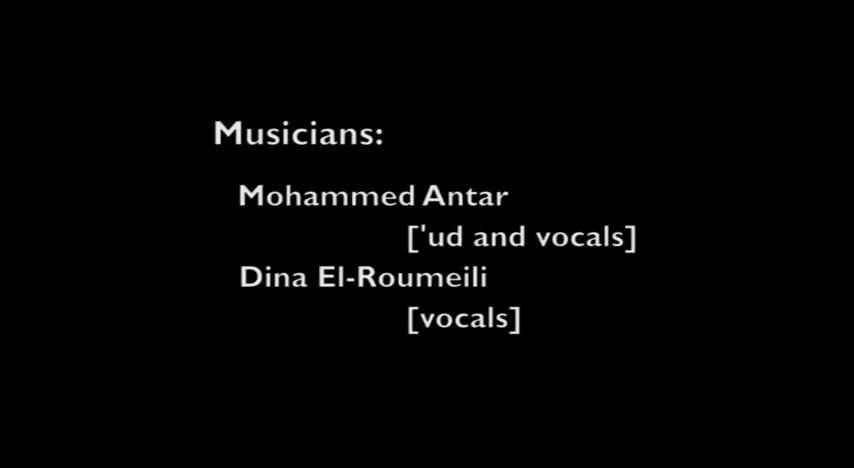 Musicians:
Mohammed Antar
['ud and vocals]
Dina El-Roumeili
[vocals]